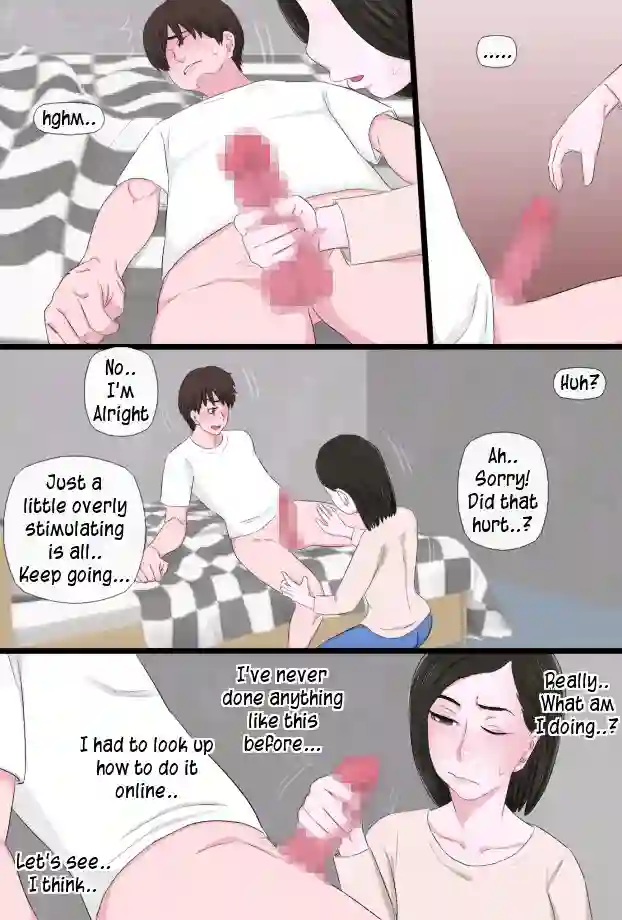 hghm..
.....
No..
I'm
Alright
Huh?
Just a
little overly
stimulating
is all..
Keep going...
Ah..
Sorry!
Did that
hurt..?
I've never
done anything
like this
before...
Really..
What am
I doing..?
I had to look up
how to do it
online..
Let's see..
I think..